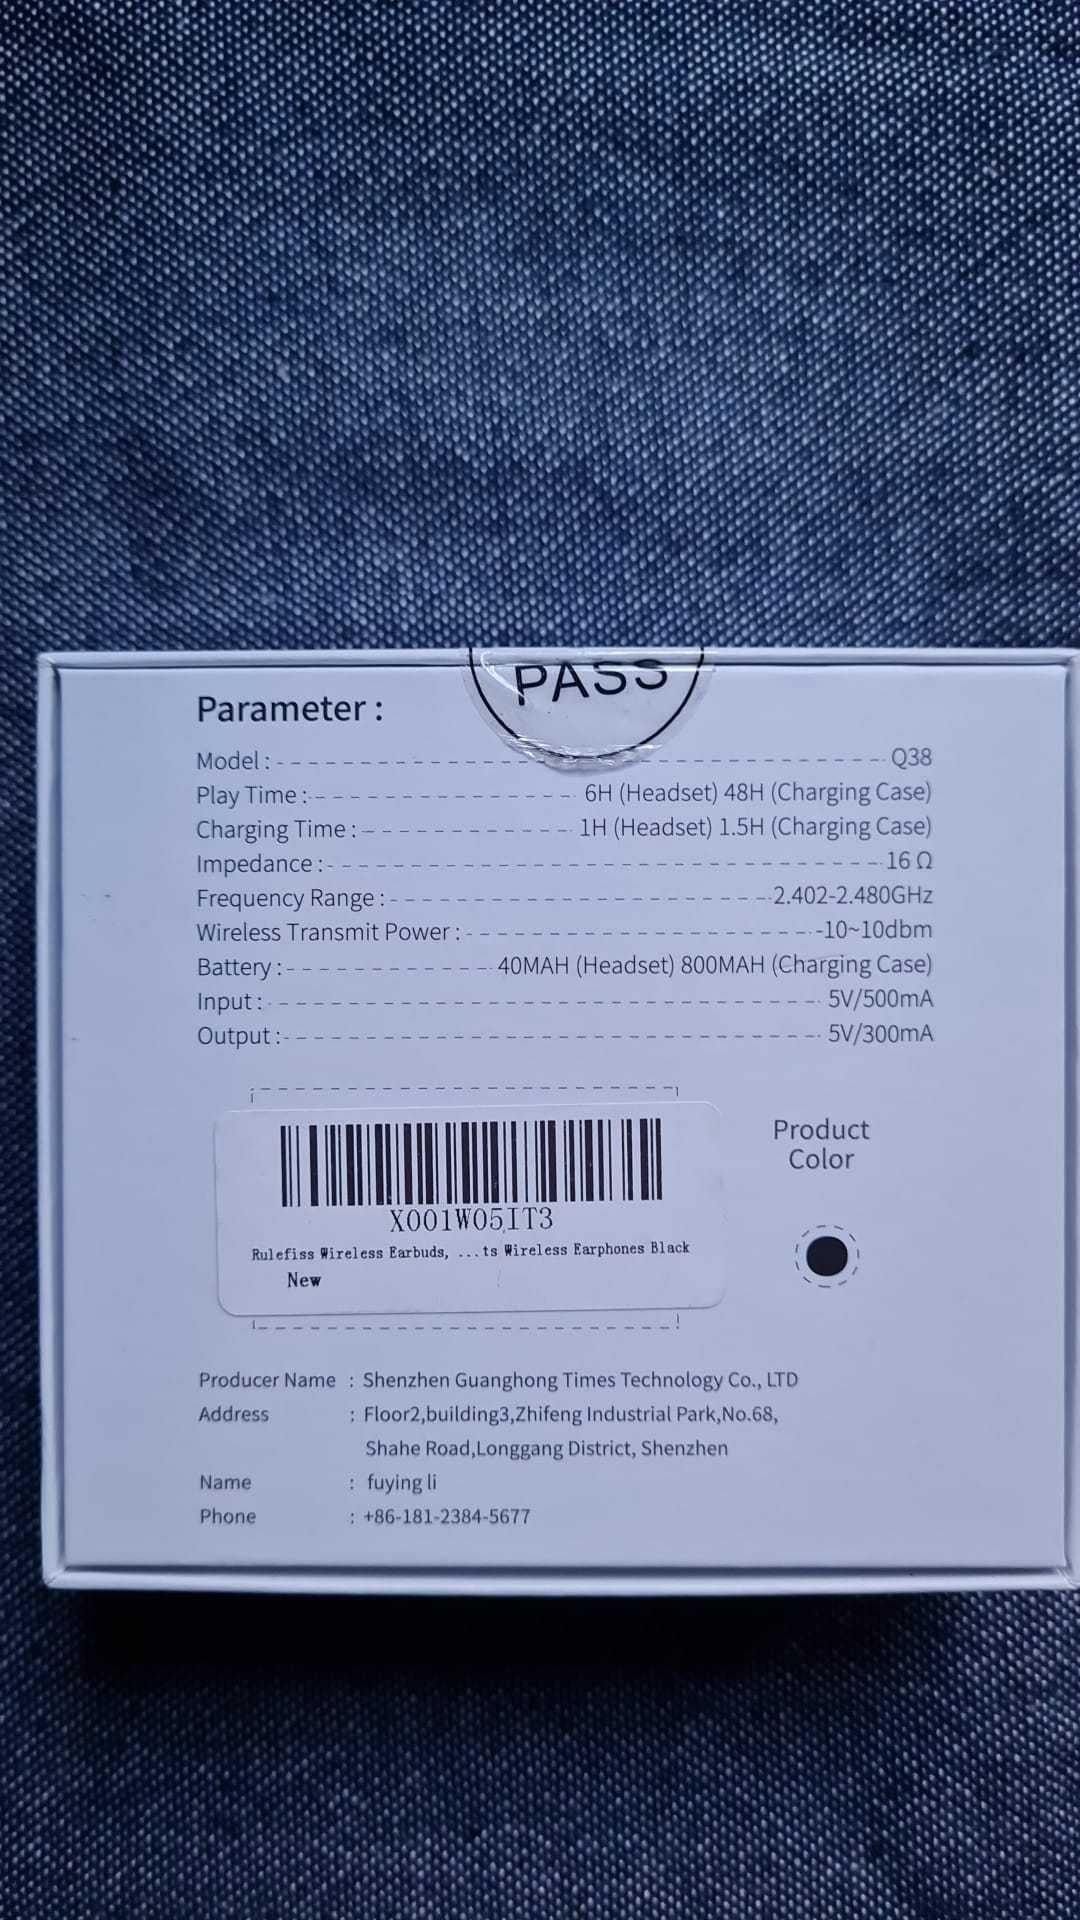 PASS
Parameter :
Model : Q38
Play Time : 6H (Headset) 48H (Charging Case)
Charging Time : 1H (Headset) 1.5H (Charging Case)
Impedance : 16 Ω
Frequency Range : 2.402-2.480GHz
Wireless Transmit Power : -10~10dbm
Battery : 40MAH (Headset) 800MAH (Charging Case)
Input : 5V/500mA
Output : 5V/300mA
X001W05IT3
Rulefiss Wireless Earbuds, ...ts Wireless Earphones Black
New
Product
Color
Producer Name : Shenzhen Guanghong Times Technology Co., LTD
Address : Floor2,building3,Zhifeng Industrial Park,No.68,
Shahe Road,Longgang District, Shenzhen
Name : fuying li
Phone : +86-181-2384-5677